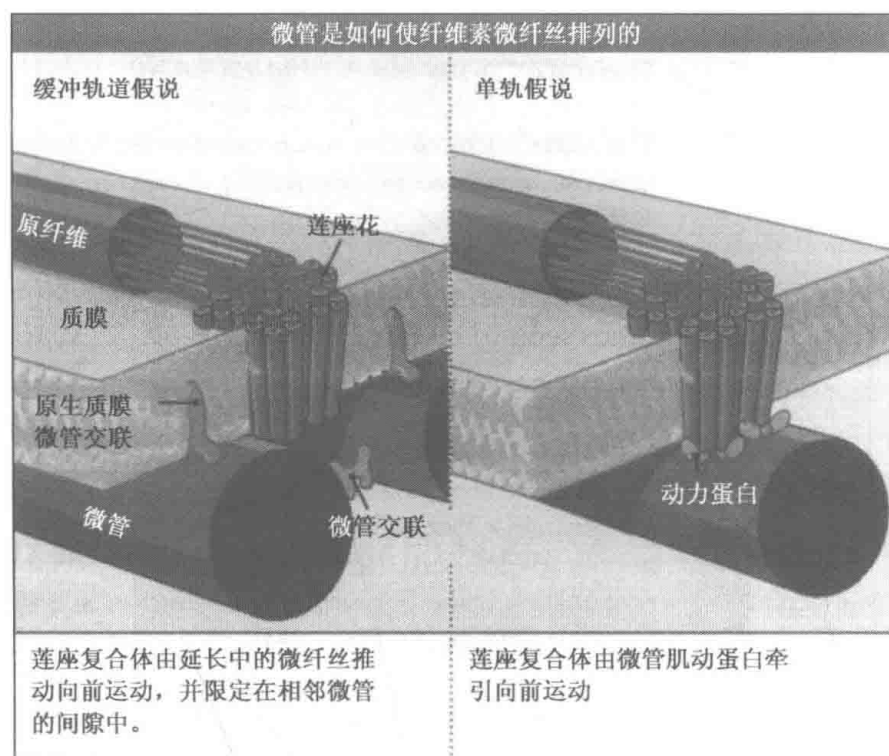 微管是如何使纤维素微纤丝排列的
缓冲轨道假说
原纤维
莲座花
质膜
原生质膜
微管交联
微管
微管交联
莲座复合体由延长中的微纤丝推
动向前运动，并限定在相邻微管
的间隙中。
单轨假说
动力蛋白
莲座复合体由微管肌动蛋白牵
引向前运动